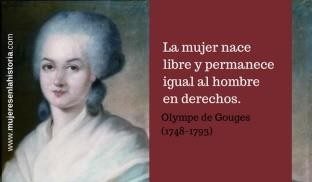 La mujer nace
libre y permanece
igual al hombre
en derechos.
Olympe de Gouges
(1748-1793)
www.mujeresenlahistoria.com